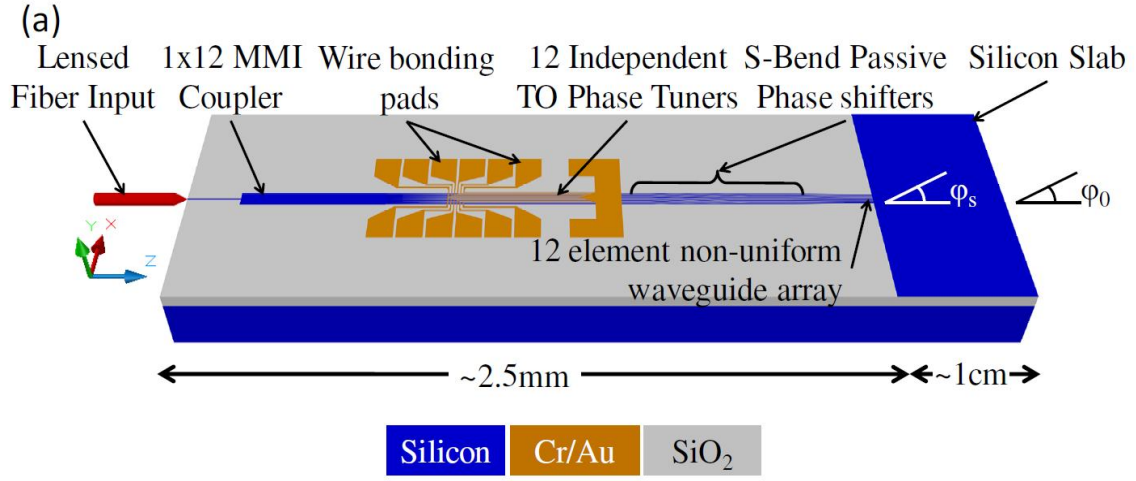 (a)
Lensed
Fiber Input
1x12 MMI
Coupler
Wire bonding
pads
12 Independent
TO Phase Tuners
S-Bend Passive
Phase shifters
Silicon Slab
φs
φ0
Y
X
Z
12 element non-uniform
waveguide array
~2.5mm
~1cm
Silicon
Cr/Au
SiO2